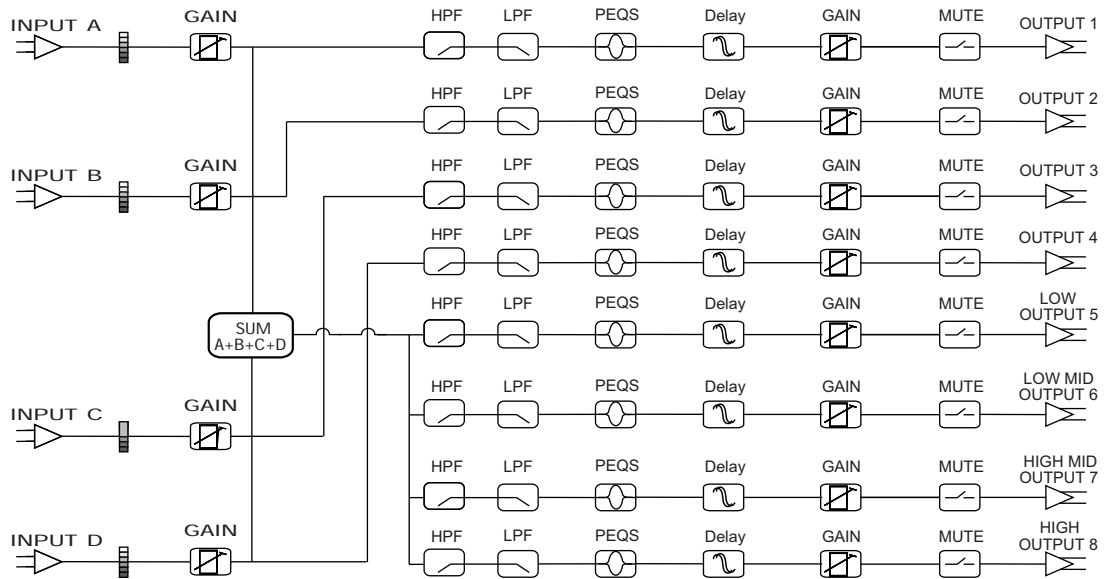 INPUT A
GAIN
HPF LPF PEQS Delay GAIN MUTE OUTPUT 1
HPF LPF PEQS Delay GAIN MUTE OUTPUT 2
INPUT B
GAIN
HPF LPF PEQS Delay GAIN MUTE OUTPUT 3
HPF LPF PEQS Delay GAIN MUTE OUTPUT 4
SUM
A+B+C+D
HPF LPF PEQS Delay GAIN MUTE LOW
OUTPUT 5
INPUT C
GAIN
HPF LPF PEQS Delay GAIN MUTE LOW MID
OUTPUT 6
HPF LPF PEQS Delay GAIN MUTE HIGH MID
OUTPUT 7
INPUT D
GAIN
HPF LPF PEQS Delay GAIN MUTE HIGH
OUTPUT 8